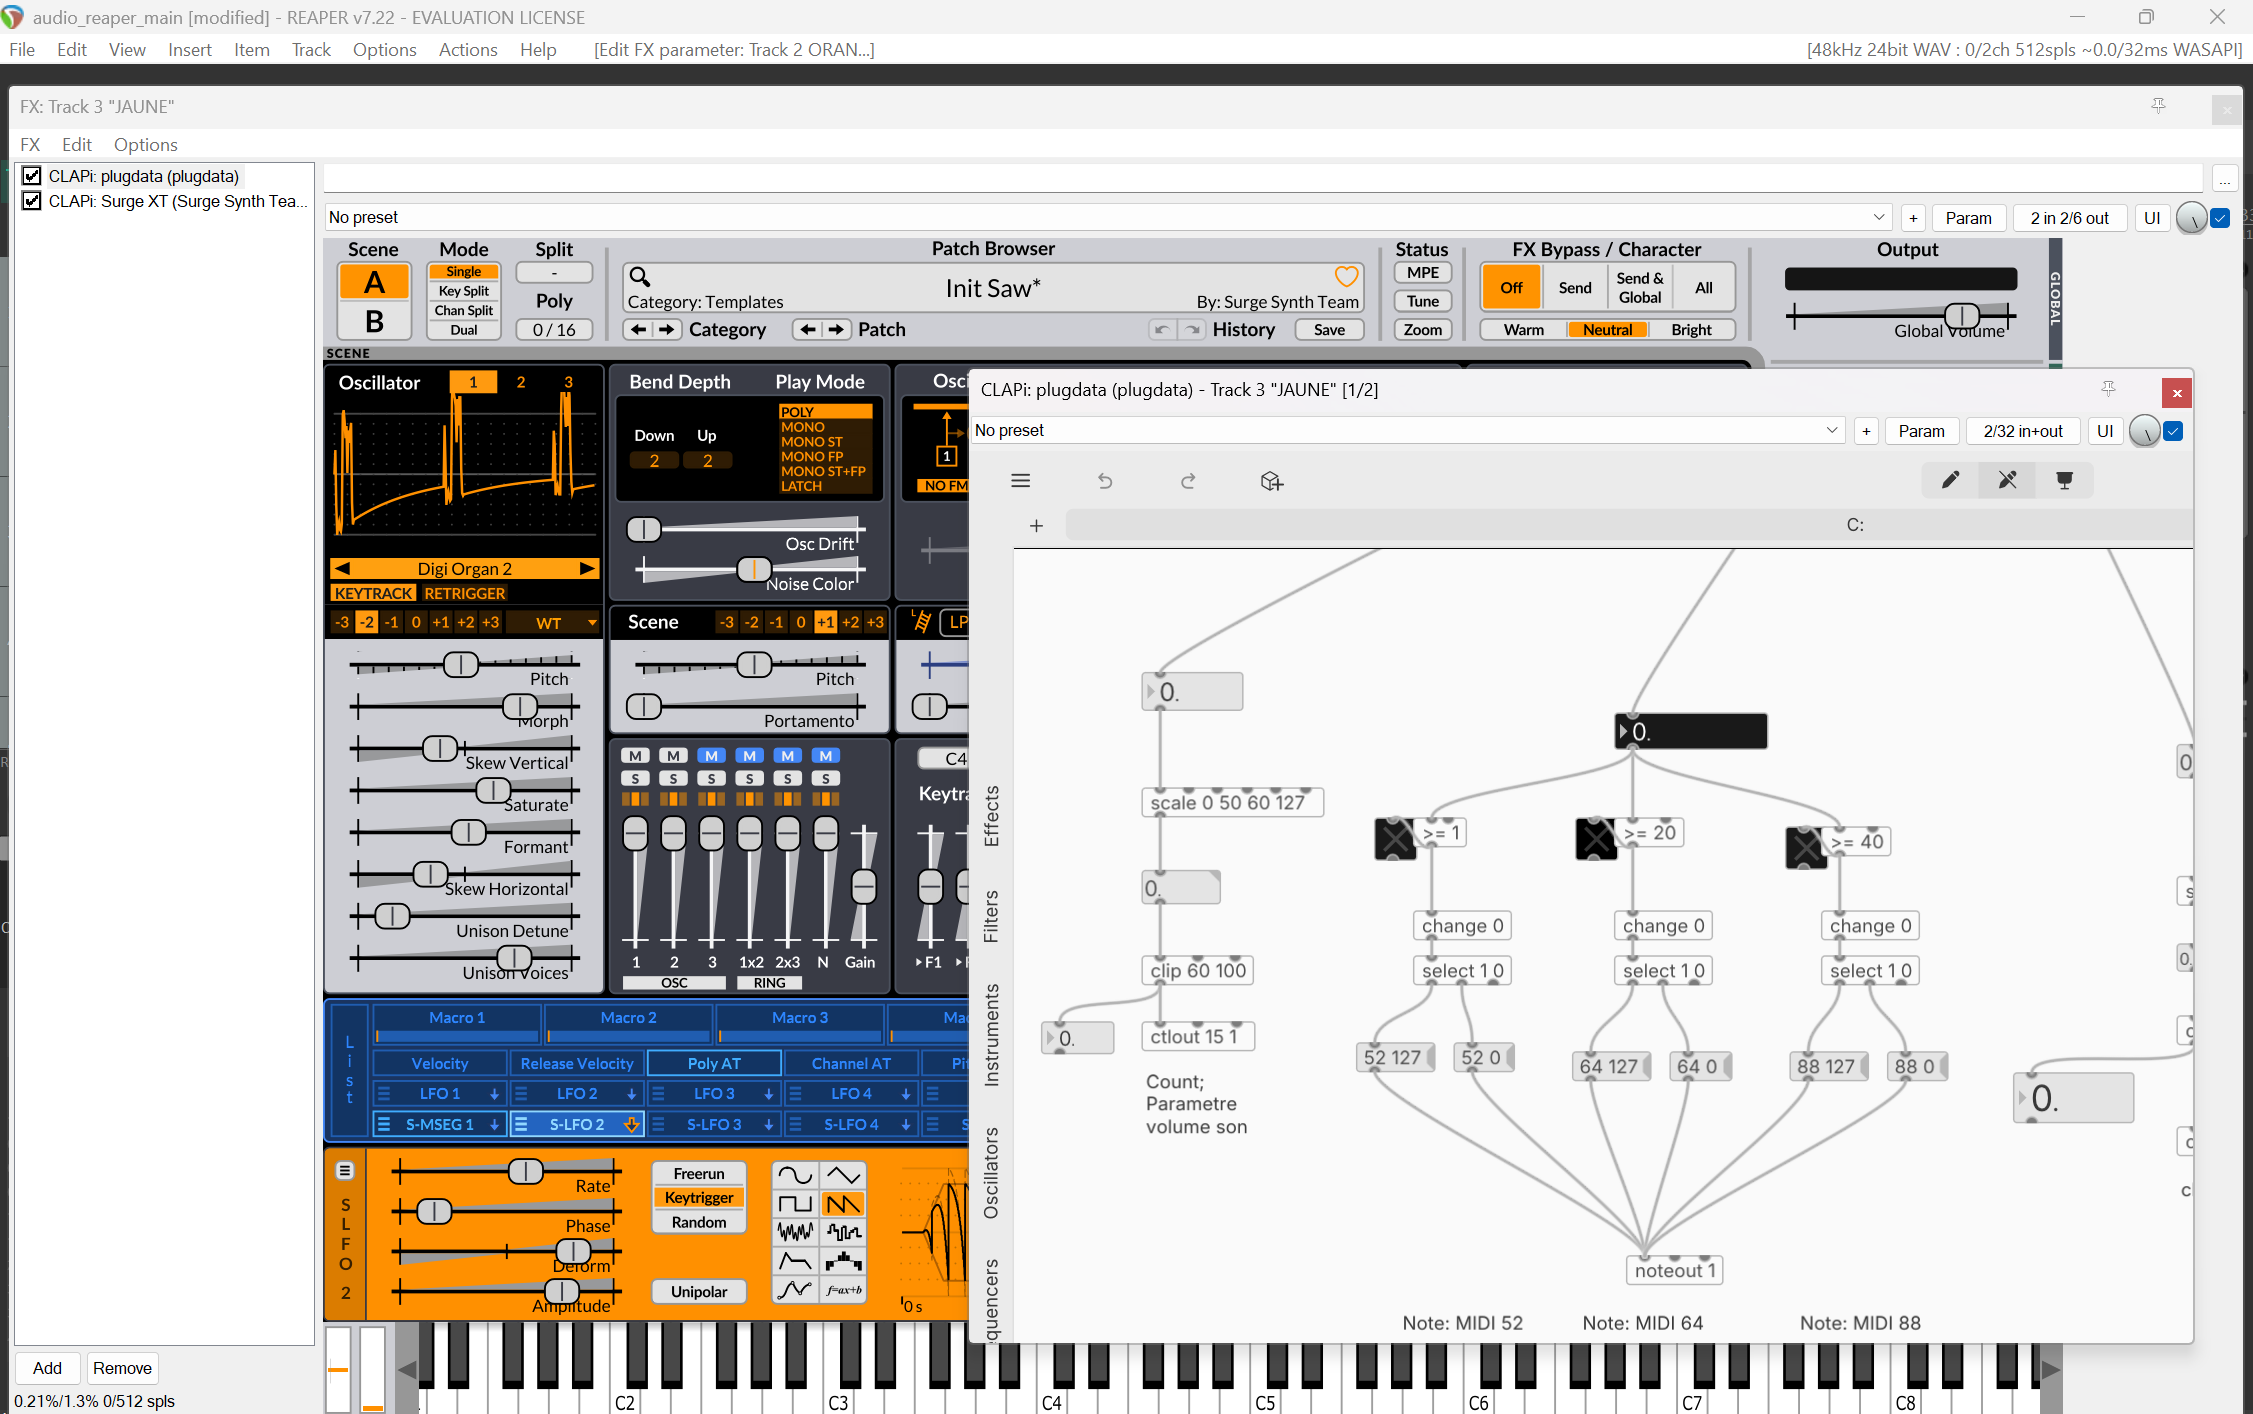 audio_reaper_main [modified] - REAPER v7.22 - EVALUATION LICENSE
File Edit View Insert Item Track Options Actions Help [Edit FX parameter: Track 2 ORAN...] [48kHz 24bit WAV : 0/2ch 512spls ~0.0/32ms WASAPI]
FX: Track 3 "JAUNE"
FX Edit Options
CLAPi: plugdata (plugdata)
CLAPi: Surge XT (Surge Synth Tea...
...
No preset + Param 2 in 2/6 out UI
Scene Mode Split Patch Browser Status FX Bypass / Character Output
A B
Single
Key Split
Chan Split
Dual
-
Poly
0 / 16
Init Saw*
Category: Templates By: Surge Synth Team
Category Patch History Save
MPE
Tune
Zoom
Off Send Send & Global All
Warm Neutral Bright
Global Volume
GLOBAL
SCENE
Oscillator 1 2 3
Digi Organ 2
KEYTRACK RETRIGGER
-3 -2 -1 0 +1 +2 +3 WT
Pitch
Morph
Skew Vertical
Saturate
Formant
Skew Horizontal
Unison Detune
Unison Voices
Bend Depth Play Mode
Down Up
2 2
POLY
MONO
MONO ST
MONO FP
MONO ST+FP
LATCH
Osc Drift
Noise Color
Scene -3 -2 -1 0 +1 +2 +3
Pitch
Portamento
M M M M M M
S S S S S S
1 2 3 1x2 2x3 N Gain
OSC RING
Osci
1
NO FM
LP
C4
Keytra
F1
List
Macro 1 Macro 2 Macro 3 Ma
Velocity Release Velocity Poly AT Channel AT Pi
LFO 1 LFO 2 LFO 3 LFO 4
S-MSEG 1 S-LFO 2 S-LFO 3 S-LFO 4 S
SLFO 2
Rate
Phase
Deform
Amplitude
Freerun
Keytrigger
Random
Unipolar
f=ax+b
0 s
C2 C3 C4 C5 C6 C7 C8
Add Remove
0.21%/1.3% 0/512 spls
CLAPi: plugdata (plugdata) - Track 3 "JAUNE" [1/2]
No preset + Param 2/32 in+out UI
+ C:
Effects
Filters
Instruments
Oscillators
quencers
0.
scale 0 50 60 127
0.
clip 60 100
0.
ctlout 15 1
Count;
Parametre
volume son
0.
>= 1 >= 20 >= 40
change 0 change 0 change 0
select 1 0 select 1 0 select 1 0
52 127 52 0 64 127 64 0 88 127 88 0
noteout 1
Note: MIDI 52 Note: MIDI 64 Note: MIDI 88
0
s
0.
0.
c